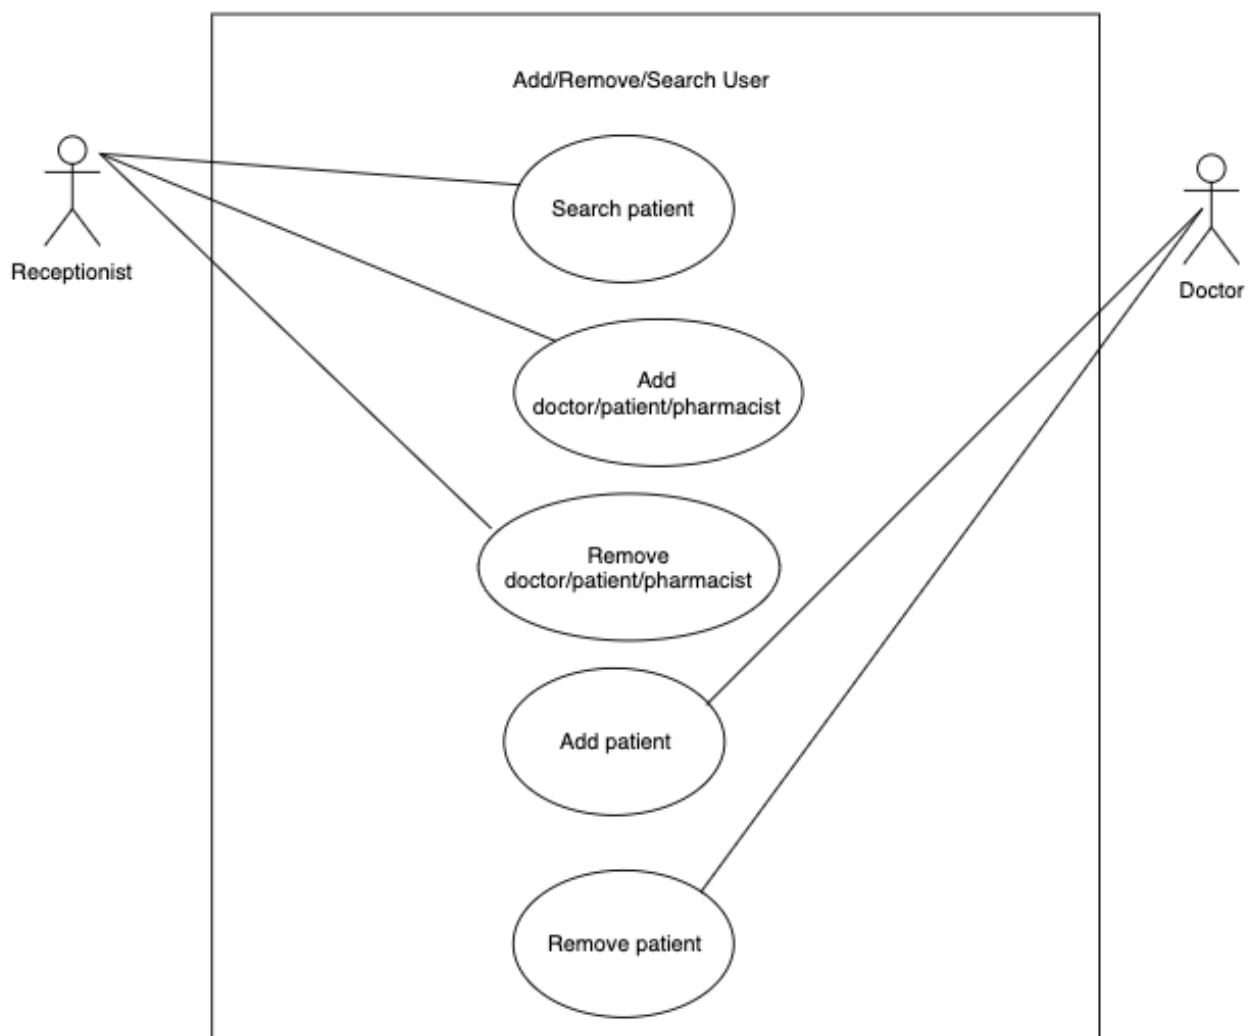 Add/Remove/Search User
Receptionist
Search patient
Doctor
Add
doctor/patient/pharmacist
Remove
doctor/patient/pharmacist
Add patient
Remove patient